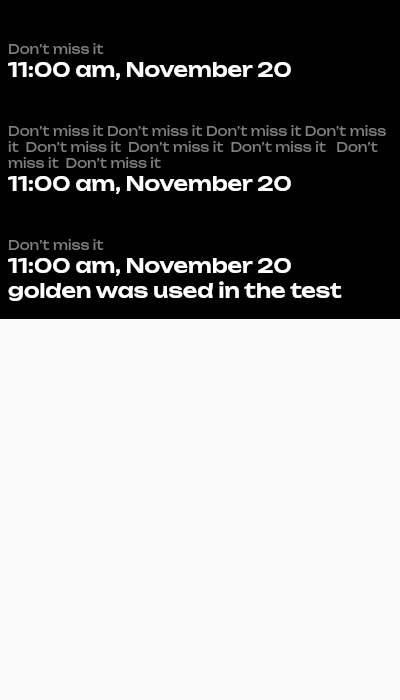 Don't miss it
11:00 am, November 20
Don't miss it Don't miss it Don't miss it Don't miss
it  Don't miss it  Don't miss it  Don't miss it   Don't
miss it  Don't miss it
11:00 am, November 20
Don't miss it
11:00 am, November 20
golden was used in the test